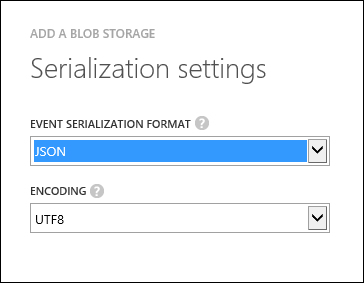 ADD A BLOB STORAGE
Serialization settings
EVENT SERIALIZATION FORMAT ?
JSON
ENCODING ?
UTF8